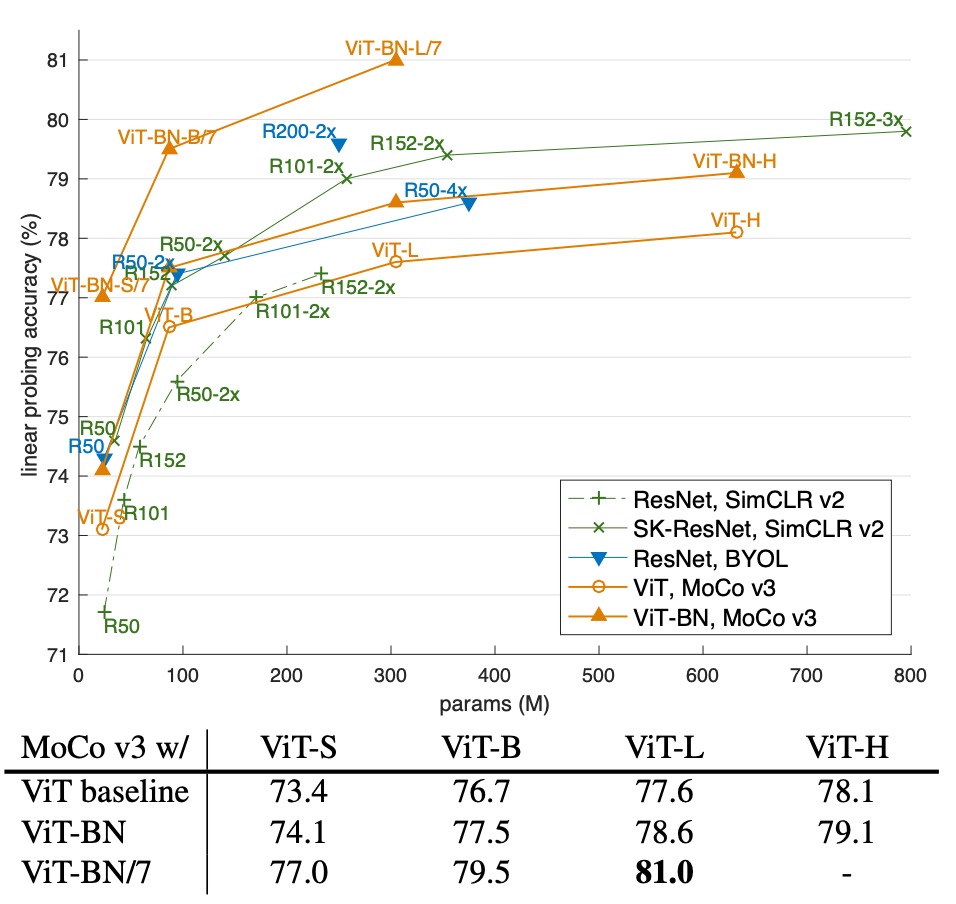 81
80
79
78
77
76
75
74
73
72
71
linear probing accuracy (%)
ViT-BN-L/7
ViT-BN-B/7
R200-2x
R152-2x
R152-3x
R101-2x
ViT-BN-H
R50-4x
ViT-H
R50-2x
ViT-L
R50-2x
R152
ViT-BN-S/7
R152-2x
ViT-B
R101-2x
R101
R50-2x
R50
R50
R152
ViT-S
R101
R50
ResNet, SimCLR v2
SK-ResNet, SimCLR v2
ResNet, BYOL
ViT, MoCo v3
ViT-BN, MoCo v3
0 100 200 300 400 500 600 700 800
params (M)
MoCo v3 w/ ViT-S ViT-B ViT-L ViT-H
ViT baseline 73.4 76.7 77.6 78.1
ViT-BN 74.1 77.5 78.6 79.1
ViT-BN/7 77.0 79.5 81.0 -